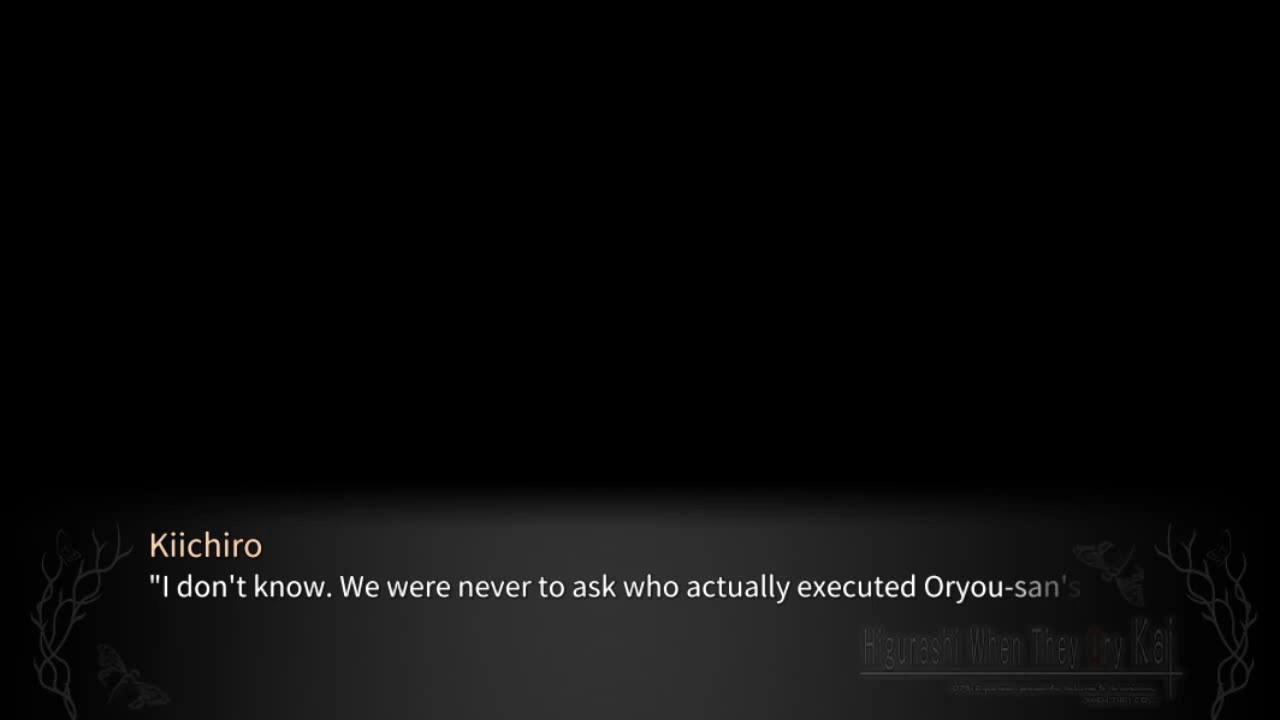 Kiichiro
"I don't know. We were never to ask who actually executed Oryou-san's
Higurashi When They Cry Kai